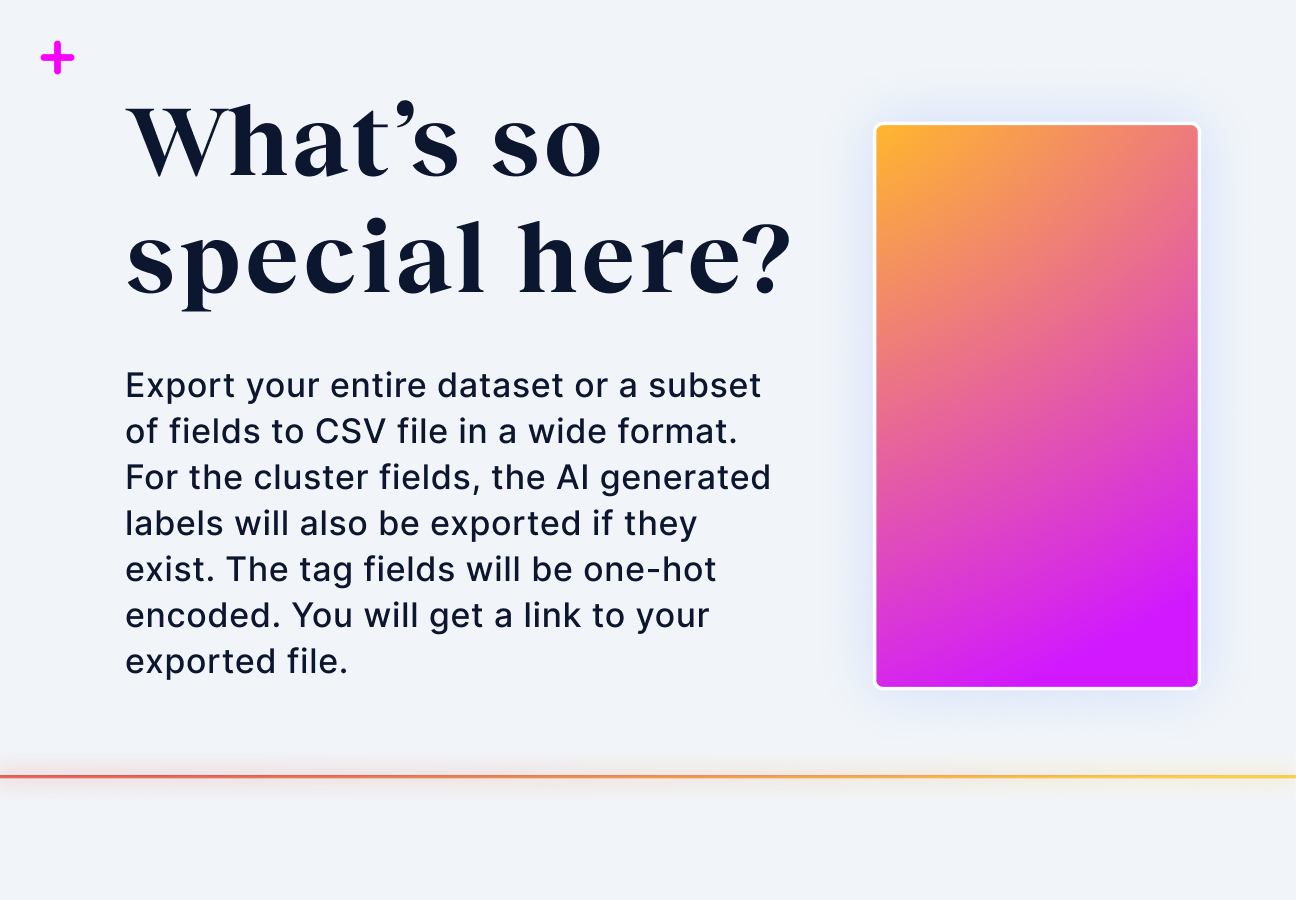 What’s so
special here?
Export your entire dataset or a subset
of fields to CSV file in a wide format.
For the cluster fields, the AI generated
labels will also be exported if they
exist. The tag fields will be one-hot
encoded. You will get a link to your
exported file.